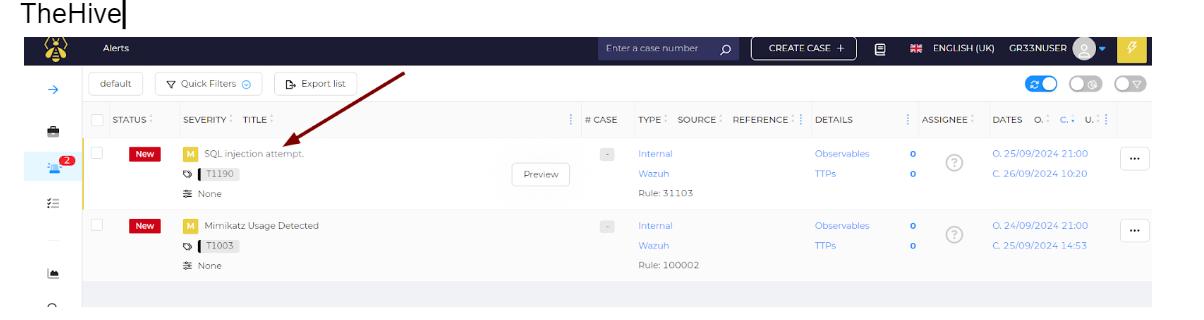 TheHive
Alerts Enter a case number CREATE CASE + ENGLISH (UK) GR33NUSER
default Quick Filters Export list
STATUS SEVERITY TITLE # CASE TYPE SOURCE REFERENCE DETAILS ASSIGNEE DATES O. C. U.
New M SQL injection attempt. - Internal Observables 0 ? O. 25/09/2024 21:00 ...
2
T1190 Preview Wazuh TTPs 0 C. 26/09/2024 10:20
None Rule: 31103
New M Mimikatz Usage Detected - Internal Observables 0 ? O. 24/09/2024 21:00 ...
T1003 Wazuh TTPs 0 C. 25/09/2024 14:53
None Rule: 100002